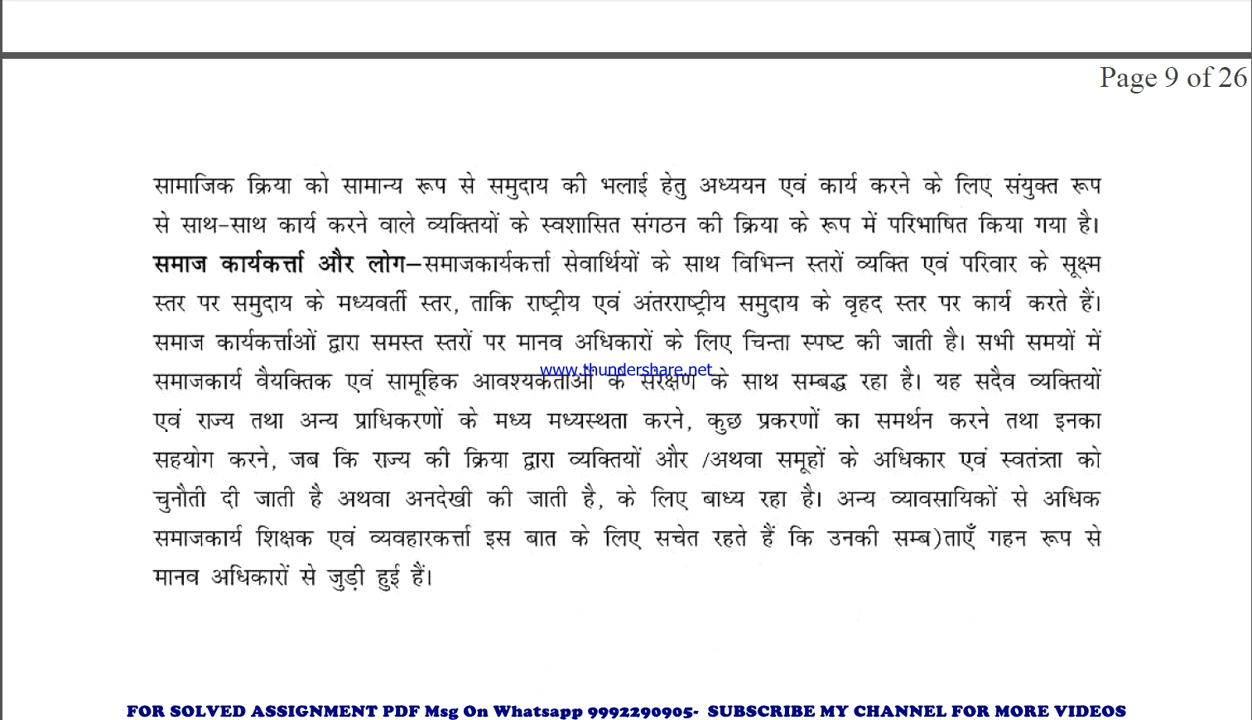 Page 9 of 26
सामाजिक क्रिया को सामान्य रूप से समुदाय की भलाई हेतु अध्ययन एवं कार्य करने के लिए संयुक्त रूप
से साथ-साथ कार्य करने वाले व्यक्तियों के स्वशासित संगठन की क्रिया के रूप में परिभाषित किया गया है।
समाज कार्यकर्त्ता और लोग–समाजकार्यकर्त्ता सेवार्थियों के साथ विभिन्न स्तरों व्यक्ति एवं परिवार के सूक्ष्म
स्तर पर समुदाय के मध्यवर्ती स्तर, ताकि राष्ट्रीय एवं अंतरराष्ट्रीय समुदाय के वृहद स्तर पर कार्य करते हैं।
समाज कार्यकर्त्ताओं द्वारा समस्त स्तरों पर मानव अधिकारों के लिए चिन्ता स्पष्ट की जाती है। सभी समयों में
www.thundershare.net
समाजकार्य वैयक्तिक एवं सामूहिक आवश्यकताओं के संरक्षण के साथ सम्बद्ध रहा है। यह सदैव व्यक्तियों
एवं राज्य तथा अन्य प्राधिकरणों के मध्य मध्यस्थता करने, कुछ प्रकरणों का समर्थन करने तथा इनका
सहयोग करने, जब कि राज्य की क्रिया द्वारा व्यक्तियों और /अथवा समूहों के अधिकार एवं स्वतंत्रता को
चुनौती दी जाती है अथवा अनदेखी की जाती है, के लिए बाध्य रहा है। अन्य व्यावसायिकों से अधिक
समाजकार्य शिक्षक एवं व्यवहारकर्त्ता इस बात के लिए सचेत रहते हैं कि उनकी सम्ब)ताएँ गहन रूप से
मानव अधिकारों से जुड़ी हुई हैं।
FOR SOLVED ASSIGNMENT PDF Msg On Whatsapp 9992290905- SUBSCRIBE MY CHANNEL FOR MORE VIDEOS